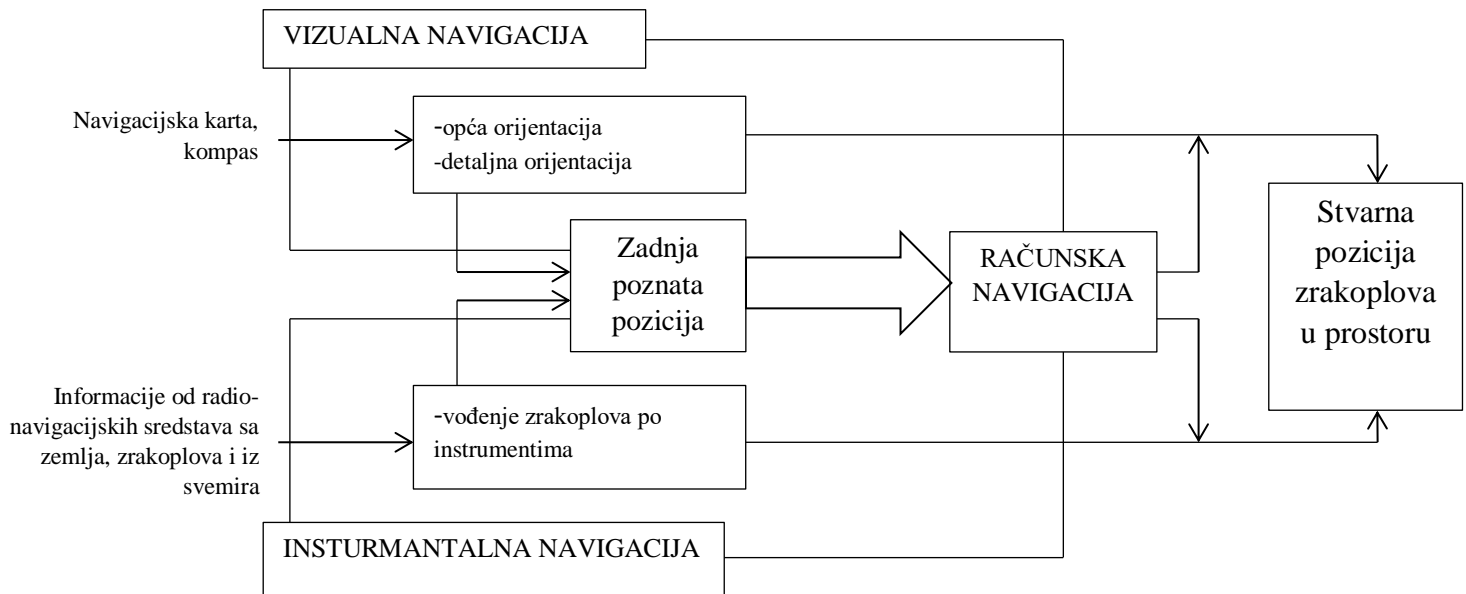 VIZUALNA NAVIGACIJA
Navigacijska karta,
kompas
-opća orijentacija
-detaljna orijentacija
Zadnja
poznata
pozicija
RAČUNSKA
NAVIGACIJA
Stvarna
pozicija
zrakoplova
u prostoru
Informacije od radio-
navigacijskih sredstava sa
zemlja, zrakoplova i iz
svemira
-vođenje zrakoplova po
instrumentima
INSTURMANTALNA NAVIGACIJA